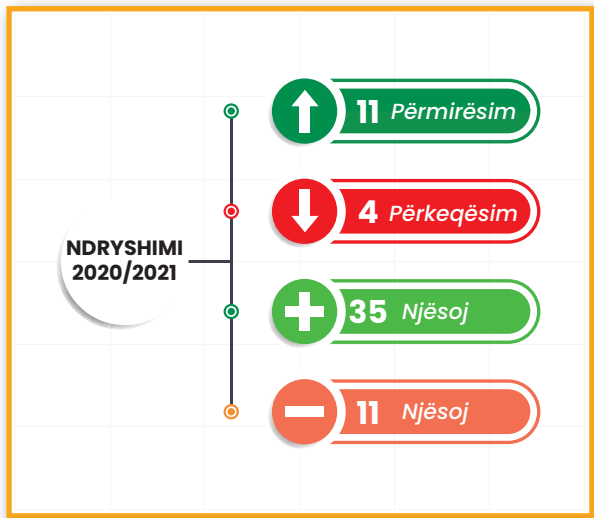 NDRYSHIMI
2020/2021
11 Përmirësim
4 Përkeqësim
35 Njësoj
11 Njësoj